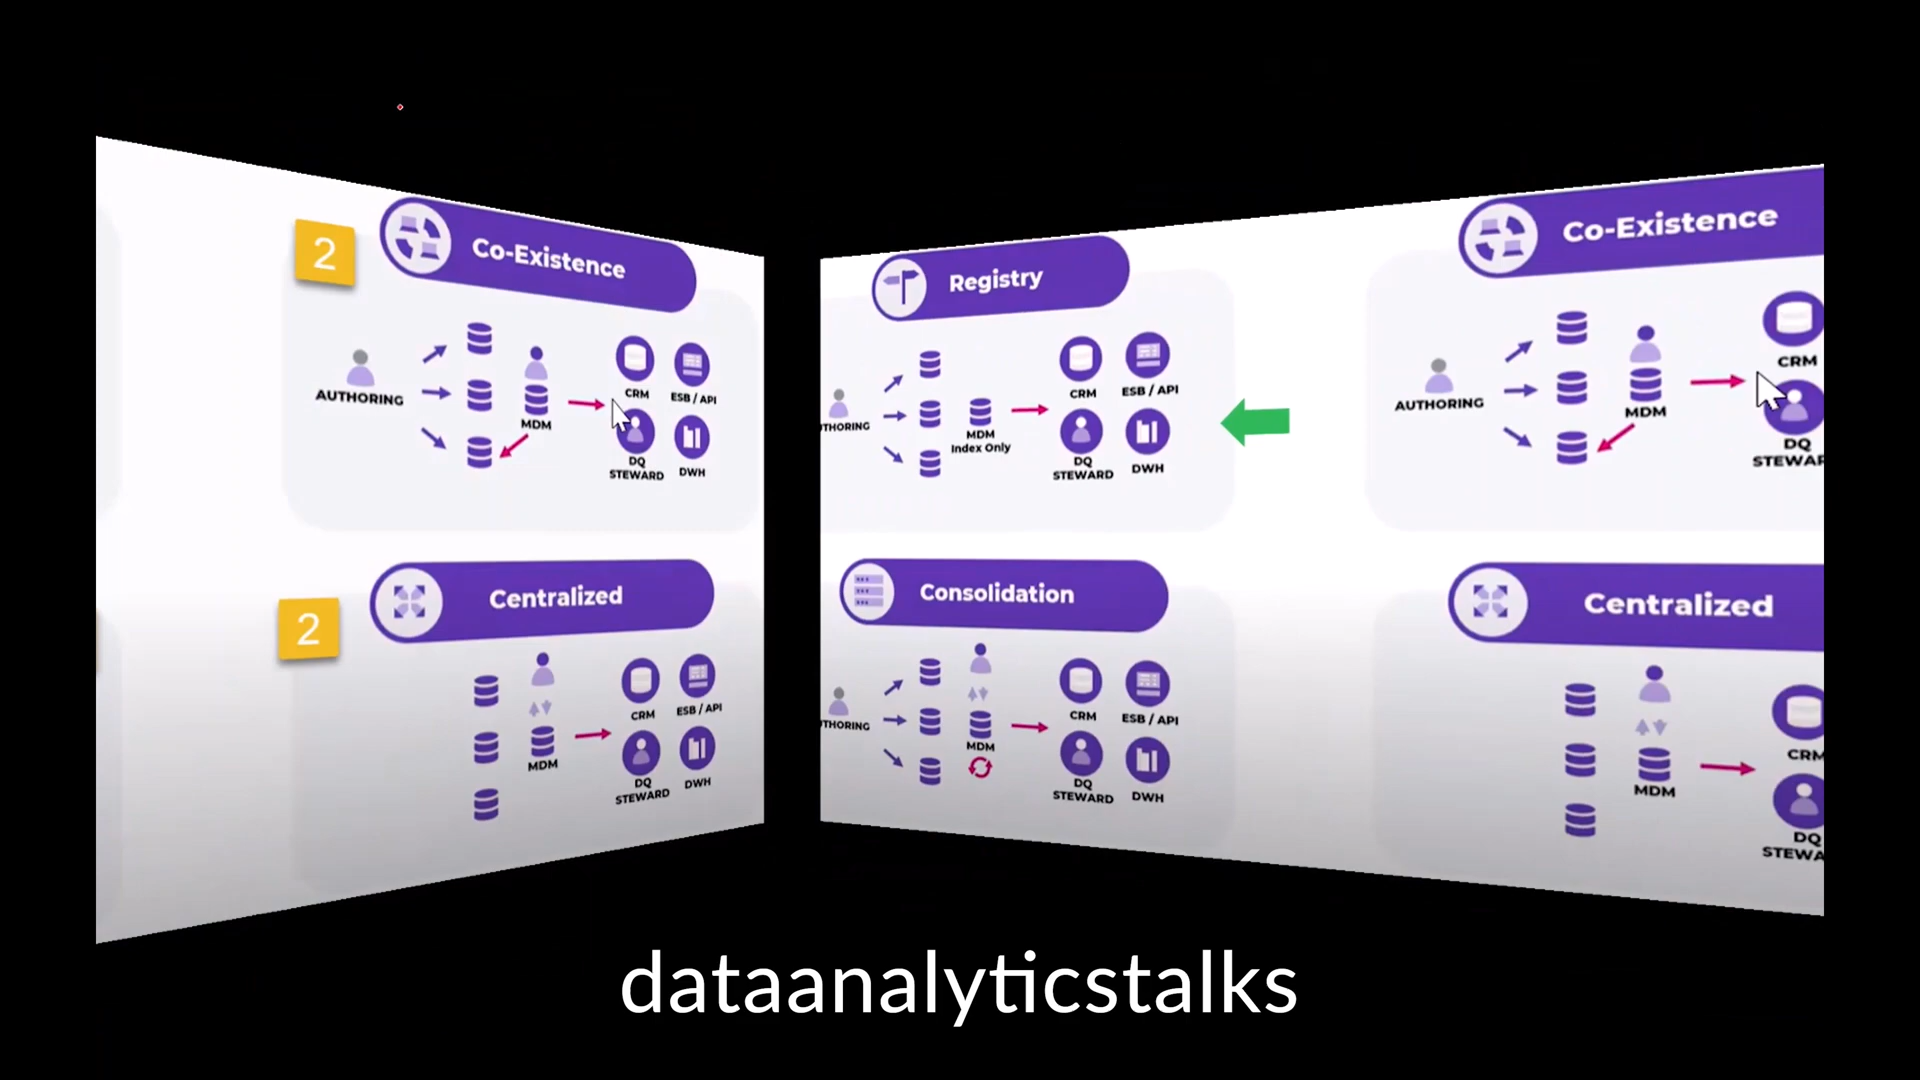 2
Co-Existence
AUTHORING
MDM
CRM
ESB / API
DQ
STEWARD
DWH
2
Centralized
MDM
CRM
ESB / API
DQ
STEWARD
DWH
Registry
THORING
MDM
Index Only
CRM
ESB / API
DQ
STEWARD
DWH
Consolidation
THORING
MDM
CRM
ESB / API
DQ
STEWARD
DWH
Co-Existence
AUTHORING
MDM
CRM
DQ
STEWAR
Centralized
MDM
CRM
DQ
STEWA
dataanalyticstalks